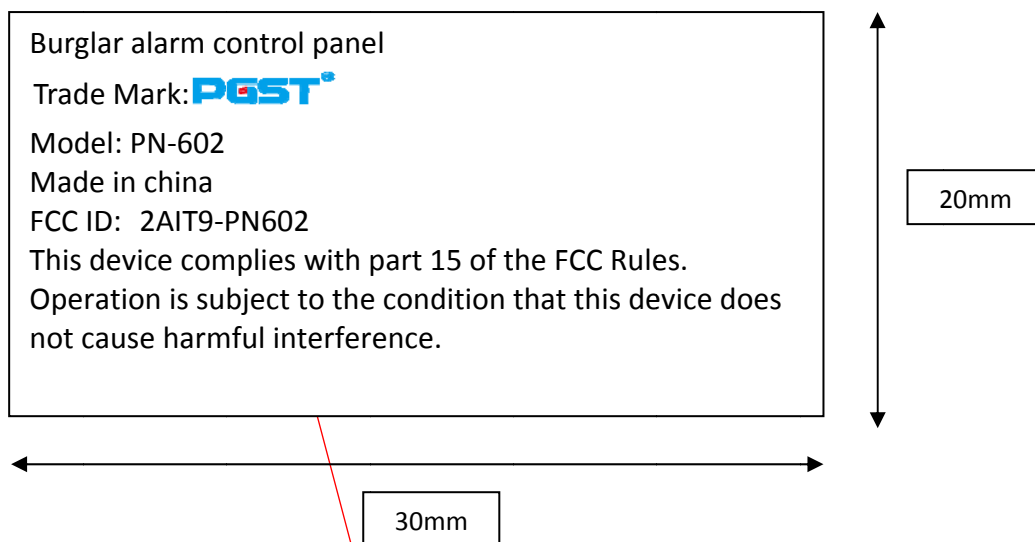 Burglar alarm control panel
Trade Mark: PGST®
Model: PN-602
Made in china
FCC ID: 2AIT9-PN602
This device complies with part 15 of the FCC Rules.
Operation is subject to the condition that this device does
not cause harmful interference.
20mm
30mm